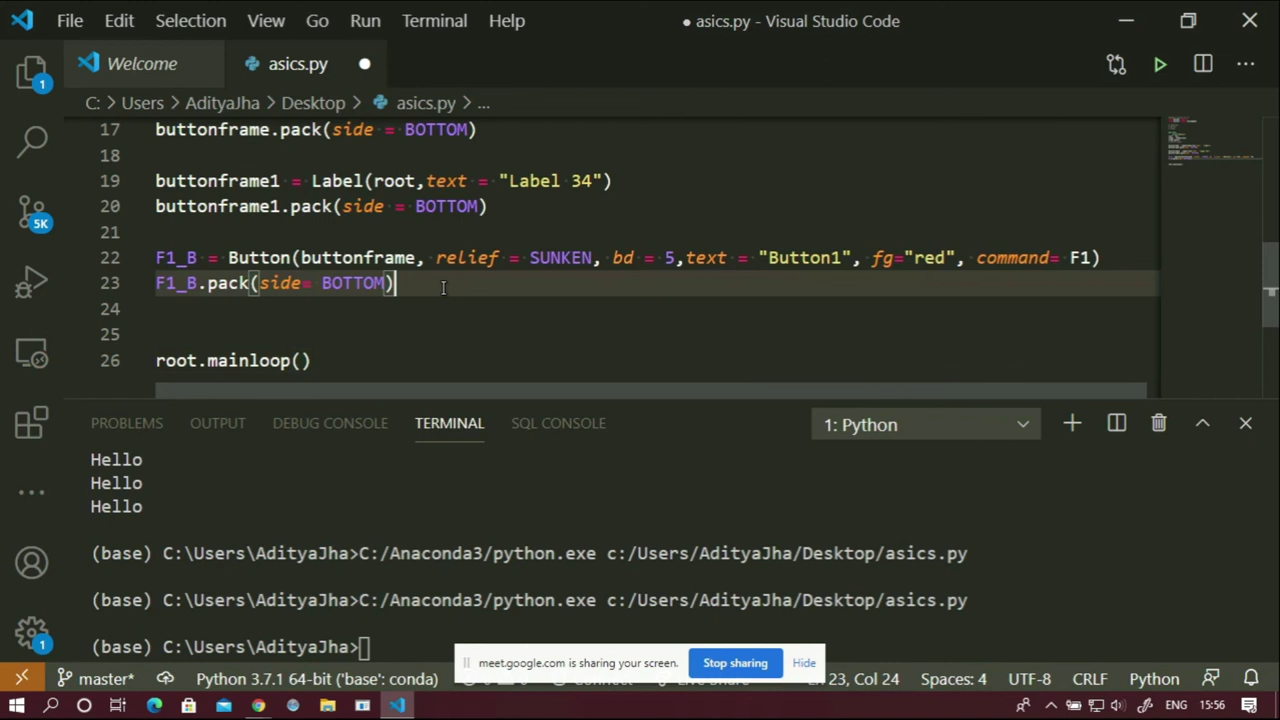 File Edit Selection View Go Run Terminal Help ● asics.py - Visual Studio Code
Welcome asics.py
1
C: > Users > AdityaJha > Desktop > asics.py > ...
17 buttonframe.pack(side = BOTTOM)
18
19 buttonframe1 = Label(root,text = "Label 34")
20 buttonframe1.pack(side = BOTTOM)
5K
21
22 F1_B = Button(buttonframe, relief = SUNKEN, bd = 5,text = "Button1", fg="red", command= F1)
23 F1_B.pack(side= BOTTOM)
24
25
26 root.mainloop()
PROBLEMS OUTPUT DEBUG CONSOLE TERMINAL SQL CONSOLE 1: Python
Hello
Hello
Hello
(base) C:\Users\AdityaJha>C:/Anaconda3/python.exe c:/Users/AdityaJha/Desktop/asics.py
(base) C:\Users\AdityaJha>C:/Anaconda3/python.exe c:/Users/AdityaJha/Desktop/asics.py
1
(base) C:\Users\AdityaJha>
meet.google.com is sharing your screen. Stop sharing Hide
master* Python 3.7.1 64-bit ('base': conda) Ln 23, Col 24 Spaces: 4 UTF-8 CRLF Python
ENG 15:56